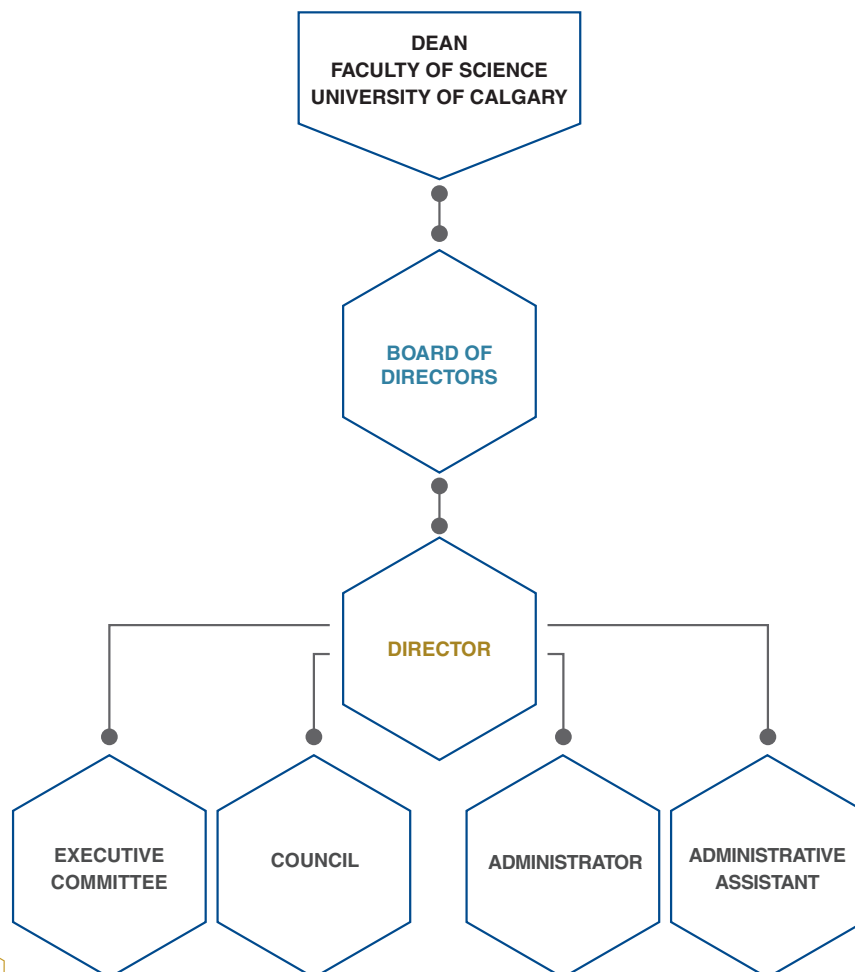 DEAN
FACULTY OF SCIENCE
UNIVERSITY OF CALGARY
BOARD OF
DIRECTORS
DIRECTOR
EXECUTIVE
COMMITTEE
COUNCIL
ADMINISTRATOR
ADMINISTRATIVE
ASSISTANT